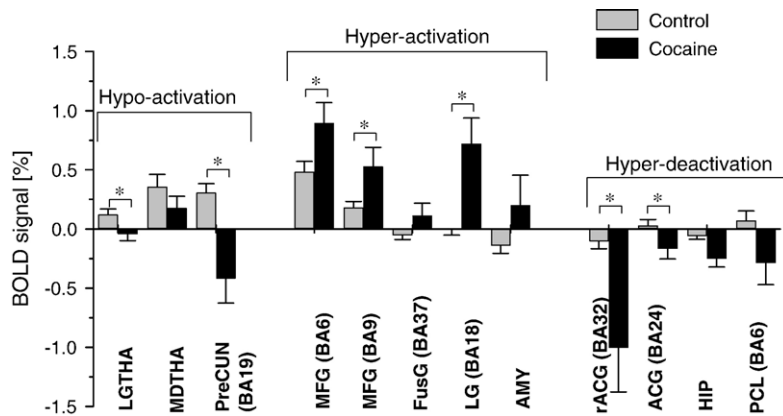 Control
Cocaine
Hyper-activation
Hypo-activation
Hyper-deactivation
BOLD signal [%]
1.5
1.0
0.5
0.0
-0.5
-1.0
-1.5
*
*
*
*
*
*
*
LGTHA
MDTHA
PreCUN
(BA19)
MFG (BA6)
MFG (BA9)
FusG (BA37)
LG (BA18)
AMY
rACG (BA32)
ACG (BA24)
HIP
PCL (BA6)